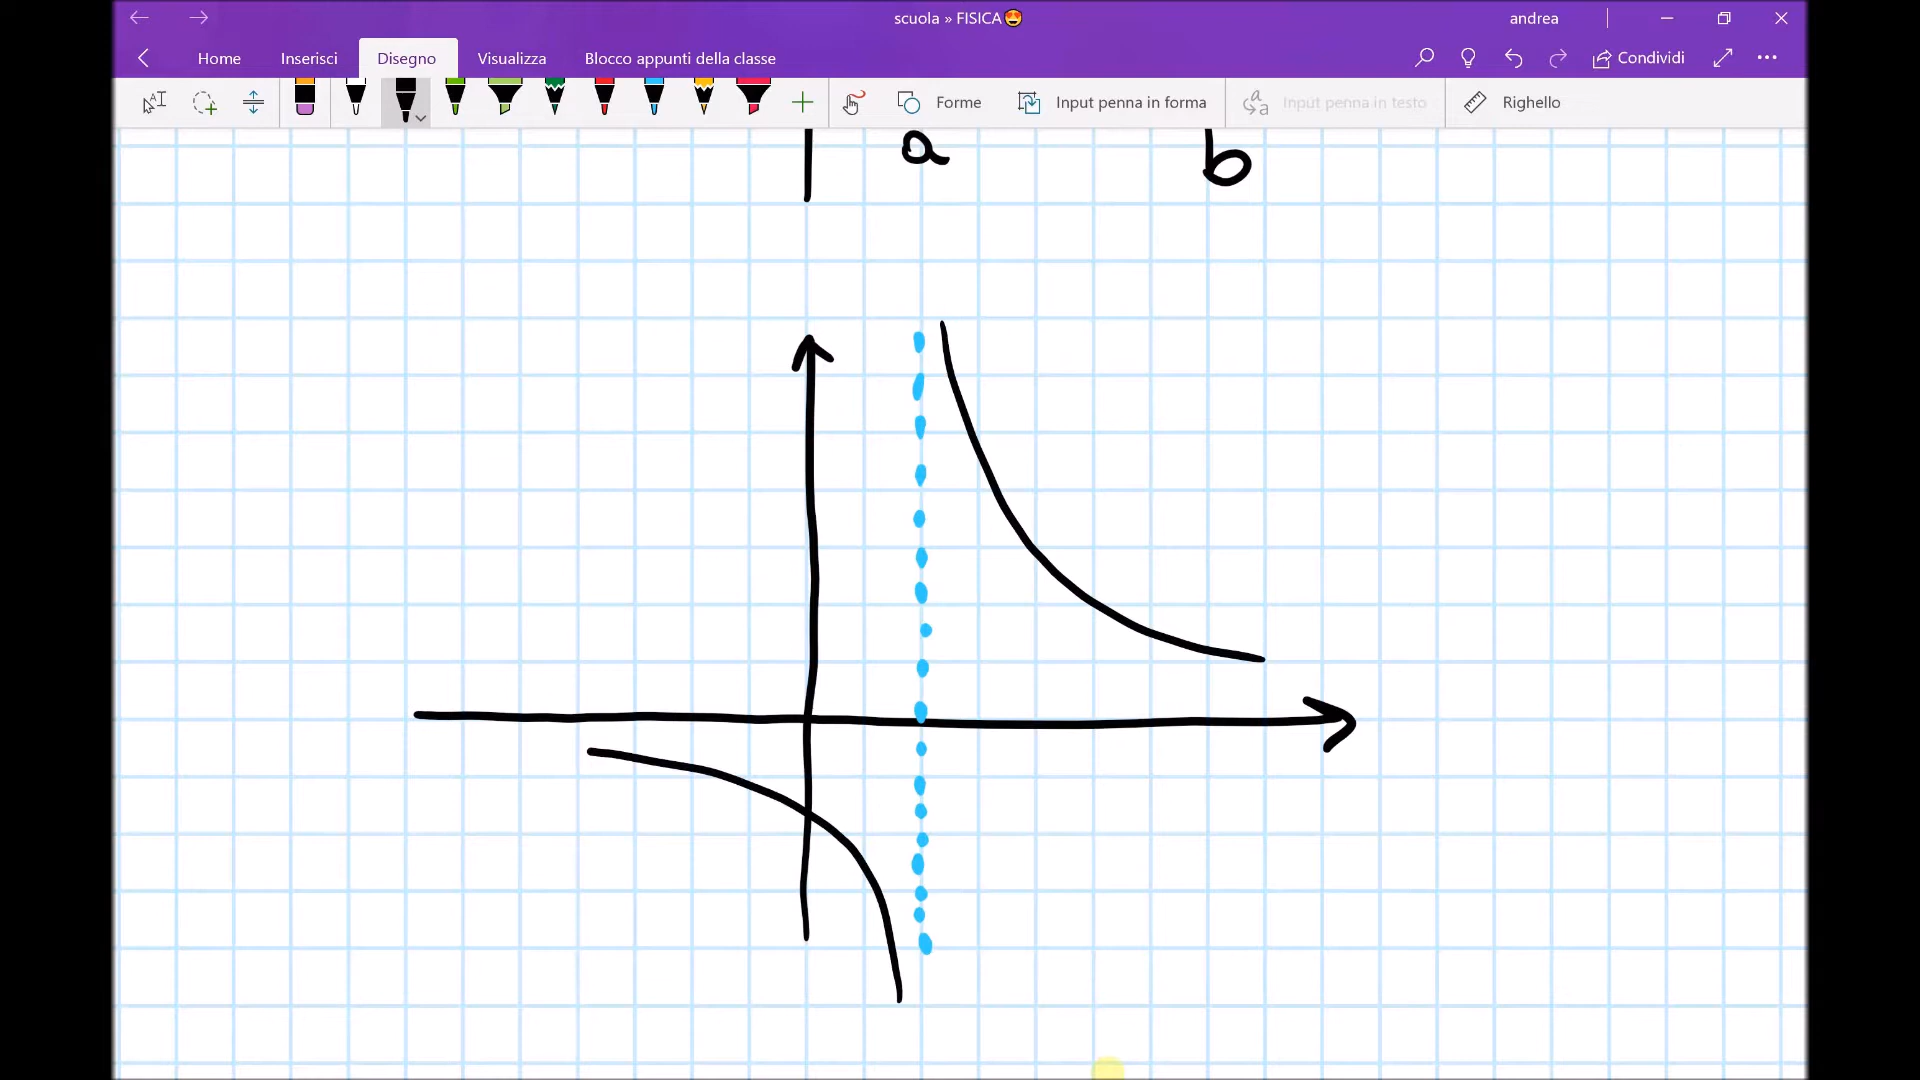 scuola » FISICA😍
andrea
Home Inserisci Disegno Visualizza Blocco appunti della classe
Condividi
Forme Input penna in forma Input penna in testo Righello
a b